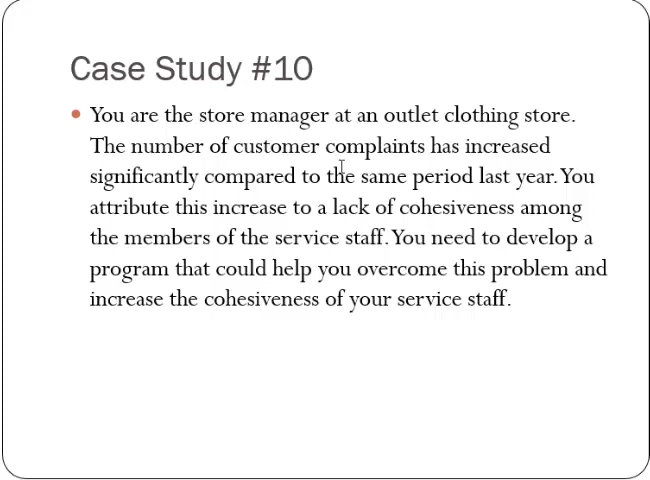 Case Study #10
• You are the store manager at an outlet clothing store.
The number of customer complaints has increased
significantly compared to the same period last year. You
attribute this increase to a lack of cohesiveness among
the members of the service staff. You need to develop a
program that could help you overcome this problem and
increase the cohesiveness of your service staff.